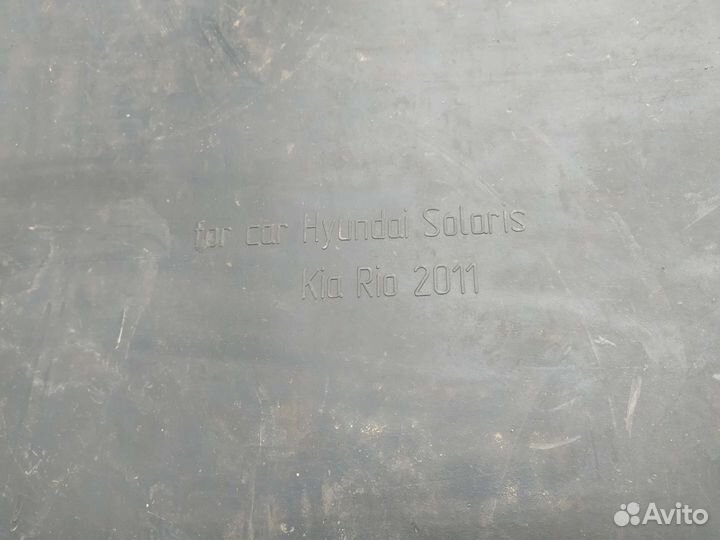 for car Hyundai Solaris
Kia Rio 2011
Avito